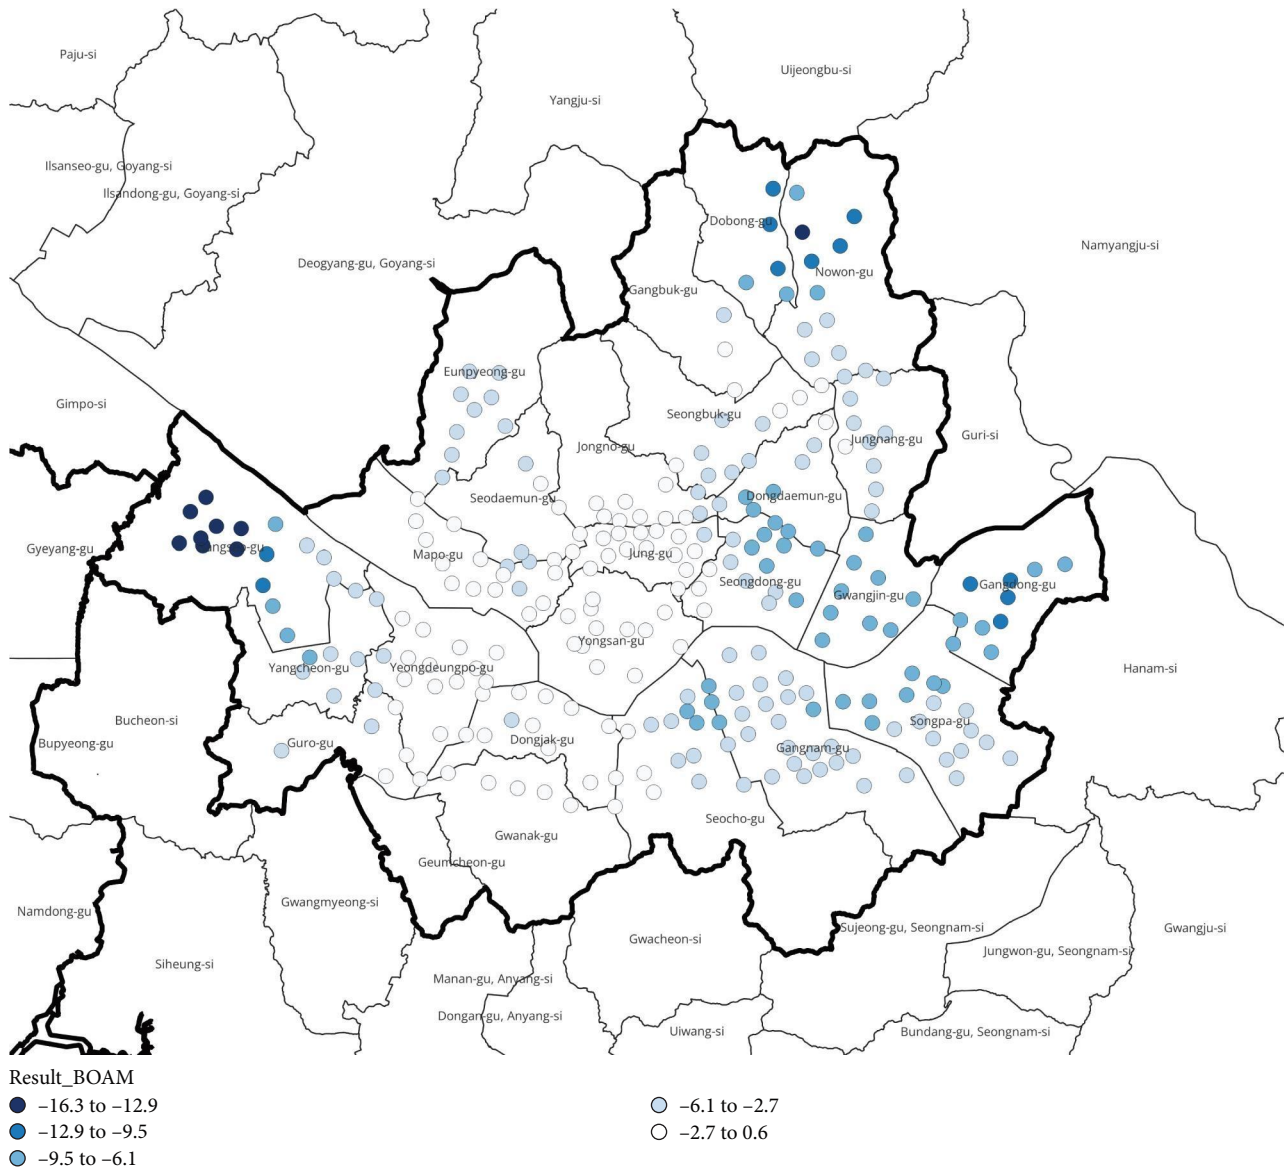 Paju-si
Uijeongbu-si
Yangju-si
Ilsanseo-gu, Goyang-si
Ilsandong-gu, Goyang-si
Dobong-gu
Namyangju-si
Deogyang-gu, Goyang-si
Nowon-gu
Gangbuk-gu
Eunpyeong-gu
Gimpo-si
Seongbuk-gu
Jungnang-gu
Guri-si
Jongno-gu
Seodaemun-gu
Dongdaemun-gu
Gyeyang-gu
Mapo-gu
Jung-gu
Seongdong-gu
Gangdong-gu
Gwangjin-gu
Yongsan-gu
Yangcheon-gu
Yeongdeungpo-gu
Hanam-si
Bucheon-si
Songpa-gu
Bupyeong-gu
Guro-gu
Dongjak-gu
Gangnam-gu
Seocho-gu
Gwanak-gu
Geumcheon-gu
Gwangmyeong-si
Namdong-gu
Gwacheon-si
Sujeong-gu, Seongnam-si
Gwangju-si
Jungwon-gu, Seongnam-si
Siheung-si
Manan-gu, Anyang-si
Dongan-gu, Anyang-si
Uiwang-si
Bundang-gu, Seongnam-si
Result_BOAM
–16.3 to –12.9
–12.9 to –9.5
–9.5 to –6.1
–6.1 to –2.7
–2.7 to 0.6